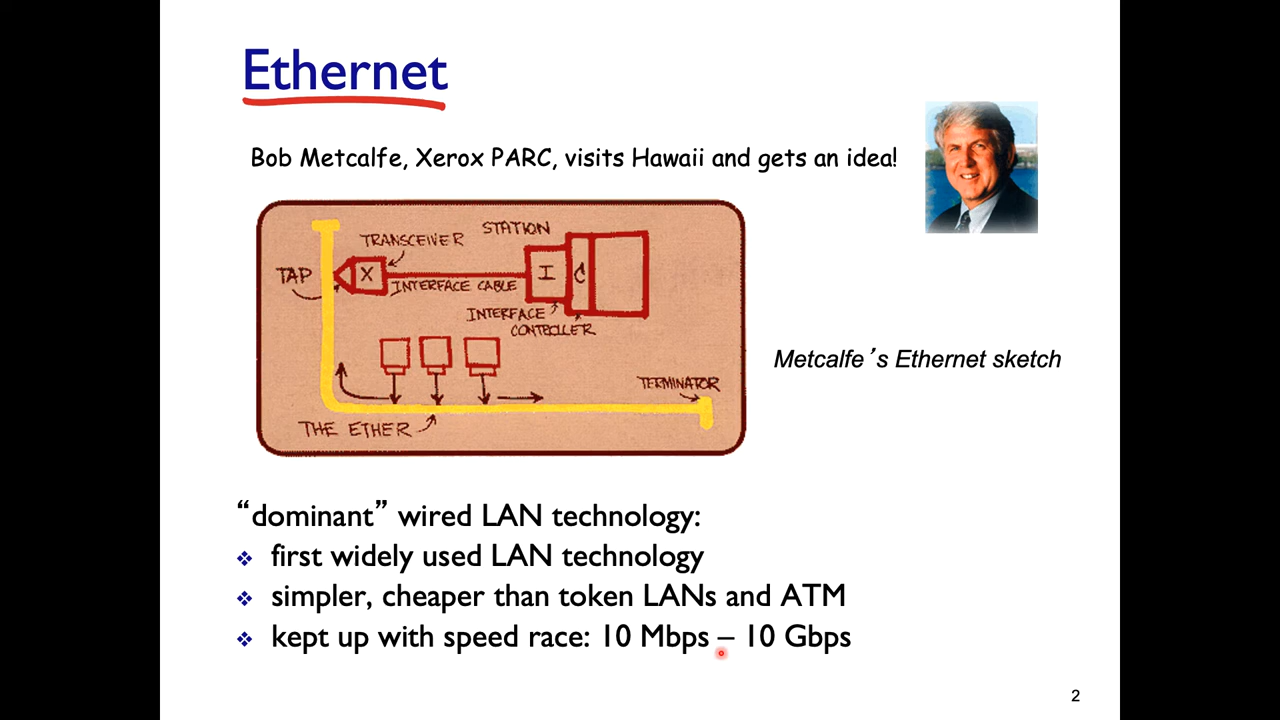 Ethernet
Bob Metcalfe, Xerox PARC, visits Hawaii and gets an idea!
STATION
TRANSCEIVER
TAP
X
I
C
INTERFACE CABLE
INTERFACE
CONTROLLER
Metcalfe’s Ethernet sketch
TERMINATOR
THE ETHER
“dominant” wired LAN technology:
❖ first widely used LAN technology
❖ simpler, cheaper than token LANs and ATM
❖ kept up with speed race: 10 Mbps – 10 Gbps
2